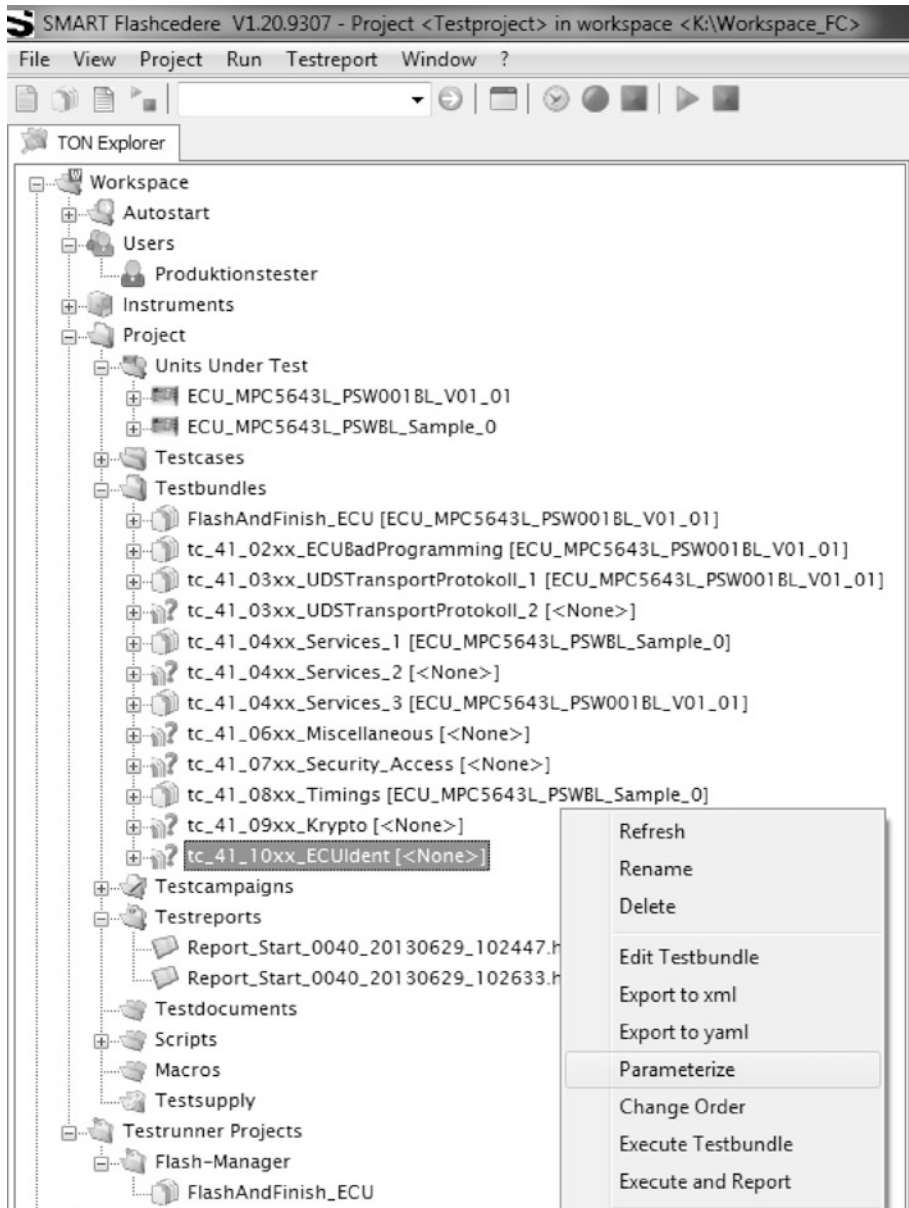 SMART Flashcedere V1.20.9307 - Project <Testproject> in workspace <K:\Workspace_FC>
File View Project Run Testreport Window ?
TON Explorer
Workspace
Autostart
Users
Produktionstester
Instruments
Project
Units Under Test
ECU_MPC5643L_PSW001BL_V01_01
ECU_MPC5643L_PSWBL_Sample_0
Testcases
Testbundles
FlashAndFinish_ECU [ECU_MPC5643L_PSW001BL_V01_01]
tc_41_02xx_ECUBadProgramming [ECU_MPC5643L_PSW001BL_V01_01]
tc_41_03xx_UDSTransportProtokoll_1 [ECU_MPC5643L_PSW001BL_V01_01]
tc_41_03xx_UDSTransportProtokoll_2 [<None>]
tc_41_04xx_Services_1 [ECU_MPC5643L_PSWBL_Sample_0]
tc_41_04xx_Services_2 [<None>]
tc_41_04xx_Services_3 [ECU_MPC5643L_PSW001BL_V01_01]
tc_41_06xx_Miscellaneous [<None>]
tc_41_07xx_Security_Access [<None>]
tc_41_08xx_Timings [ECU_MPC5643L_PSWBL_Sample_0]
tc_41_09xx_Krypto [<None>]
tc_41_10xx_ECUIdent [<None>]
Testcampaigns
Testreports
Report_Start_0040_20130629_102447.h
Report_Start_0040_20130629_102633.h
Testdocuments
Scripts
Macros
Testsupply
Testrunner Projects
Flash-Manager
FlashAndFinish_ECU
Refresh
Rename
Delete
Edit Testbundle
Export to xml
Export to yaml
Parameterize
Change Order
Execute Testbundle
Execute and Report